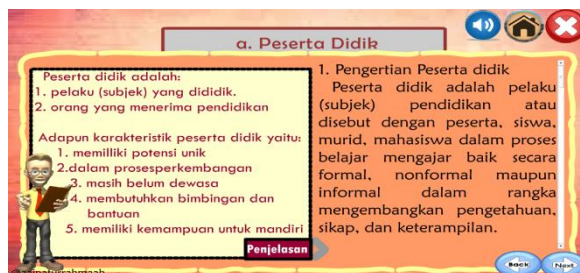 a. Peserta Didik
Peserta didik adalah:
1. pelaku (subjek) yang dididik.
2. orang yang menerima pendidikan
Adapun karakteristik peserta didik yaitu:
1. memilliki potensi unik
2.dalam prosesperkembangan
3. masih belum dewasa
4. membutuhkan bimbingan dan
bantuan
5. memiliki kemampuan untuk mandiri
Penjelasan
1. Pengertian Peserta didik
Peserta didik adalah pelaku
(subjek) pendidikan atau
disebut dengan peserta, siswa,
murid, mahasiswa dalam proses
belajar mengajar baik secara
formal, nonformal maupun
informal dalam rangka
mengembangkan pengetahuan,
sikap, dan keterampilan.
Back
Next